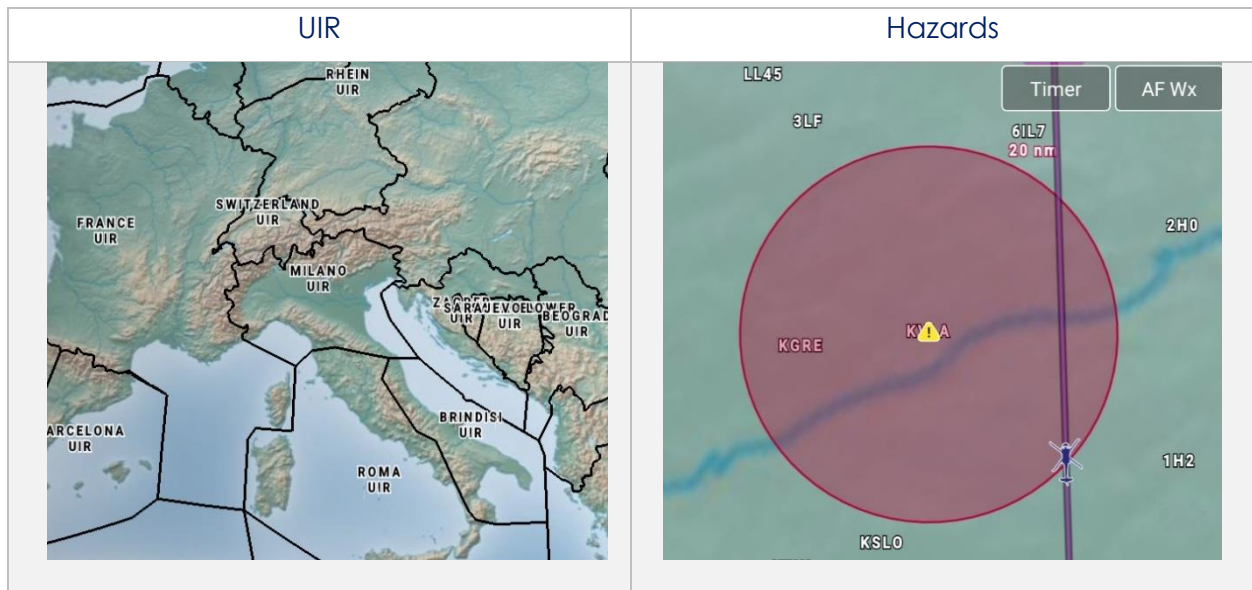 UIR
Hazards
RHEIN
UIR
SWITZERLAND
UIR
FRANCE
UIR
MILANO
UIR
SARAJEVO
UIR
BEOGRAD
UIR
BRINDISI
UIR
ARCELONA
UIR
ROMA
UIR
LL45
Timer
AF Wx
3LF
6IL7
20 nm
2H0
KGRE
1H2
KSLO